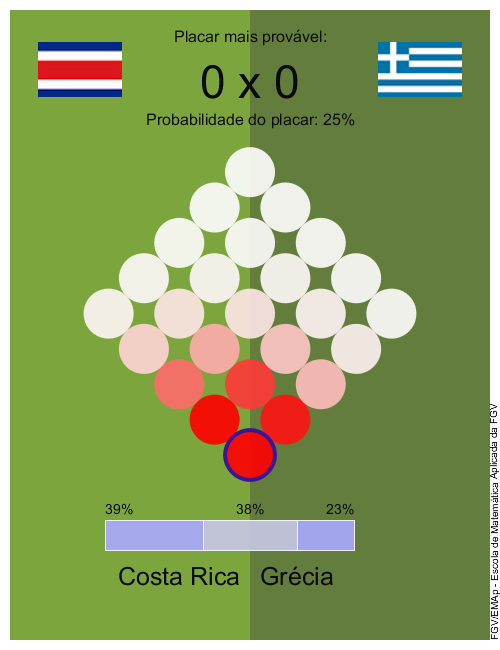 Placar mais provável:
0 x 0
Probabilidade do placar: 25%
39%
38%
23%
Costa Rica
Grécia
FGV/EMAp - Escola de Matemática Aplicada da FGV